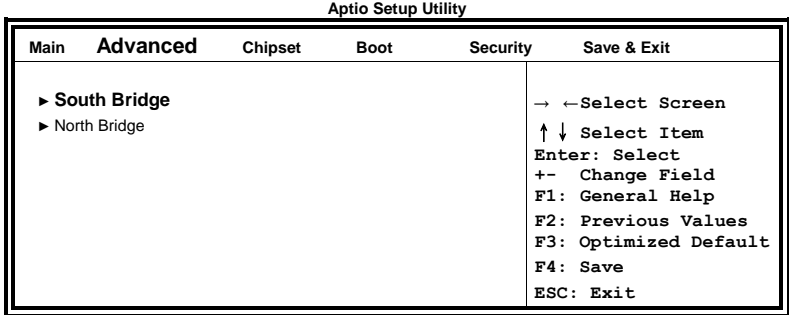 Aptio Setup Utility
Main Advanced Chipset Boot Security Save & Exit
► South Bridge
► North Bridge
→ ←Select Screen
↑↓ Select Item
Enter: Select
+- Change Field
F1: General Help
F2: Previous Values
F3: Optimized Default
F4: Save
ESC: Exit